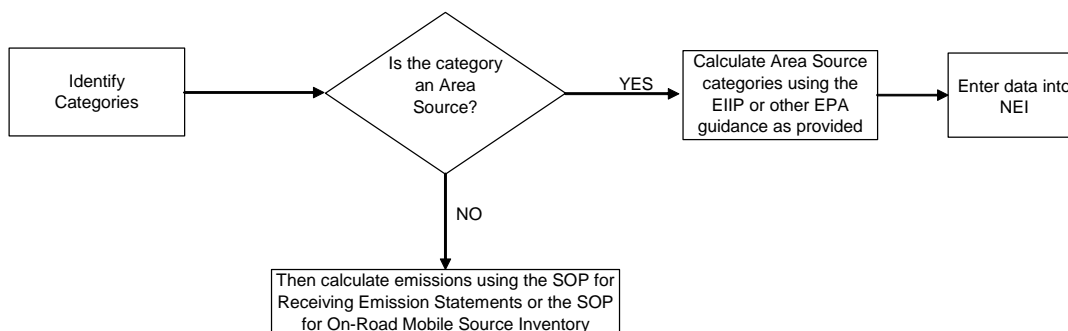 Identify
Categories
Is the category
an Area
Source?
YES
Calculate Area Source
categories using the
EIIP or other EPA
guidance as provided
Enter data into
NEI
NO
Then calculate emissions using the SOP for
Receiving Emission Statements or the SOP
for On-Road Mobile Source Inventory